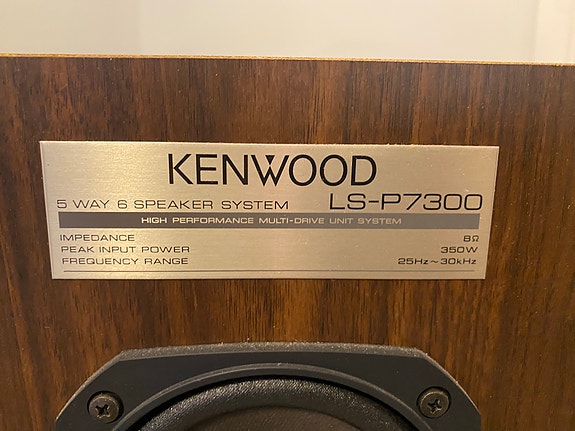 KENWOOD
5 WAY 6 SPEAKER SYSTEM LS-P7300
HIGH PERFORMANCE MULTI-DRIVE UNIT SYSTEM
IMPEDANCE 8Ω
PEAK INPUT POWER 350W
FREQUENCY RANGE 25Hz~30kHz